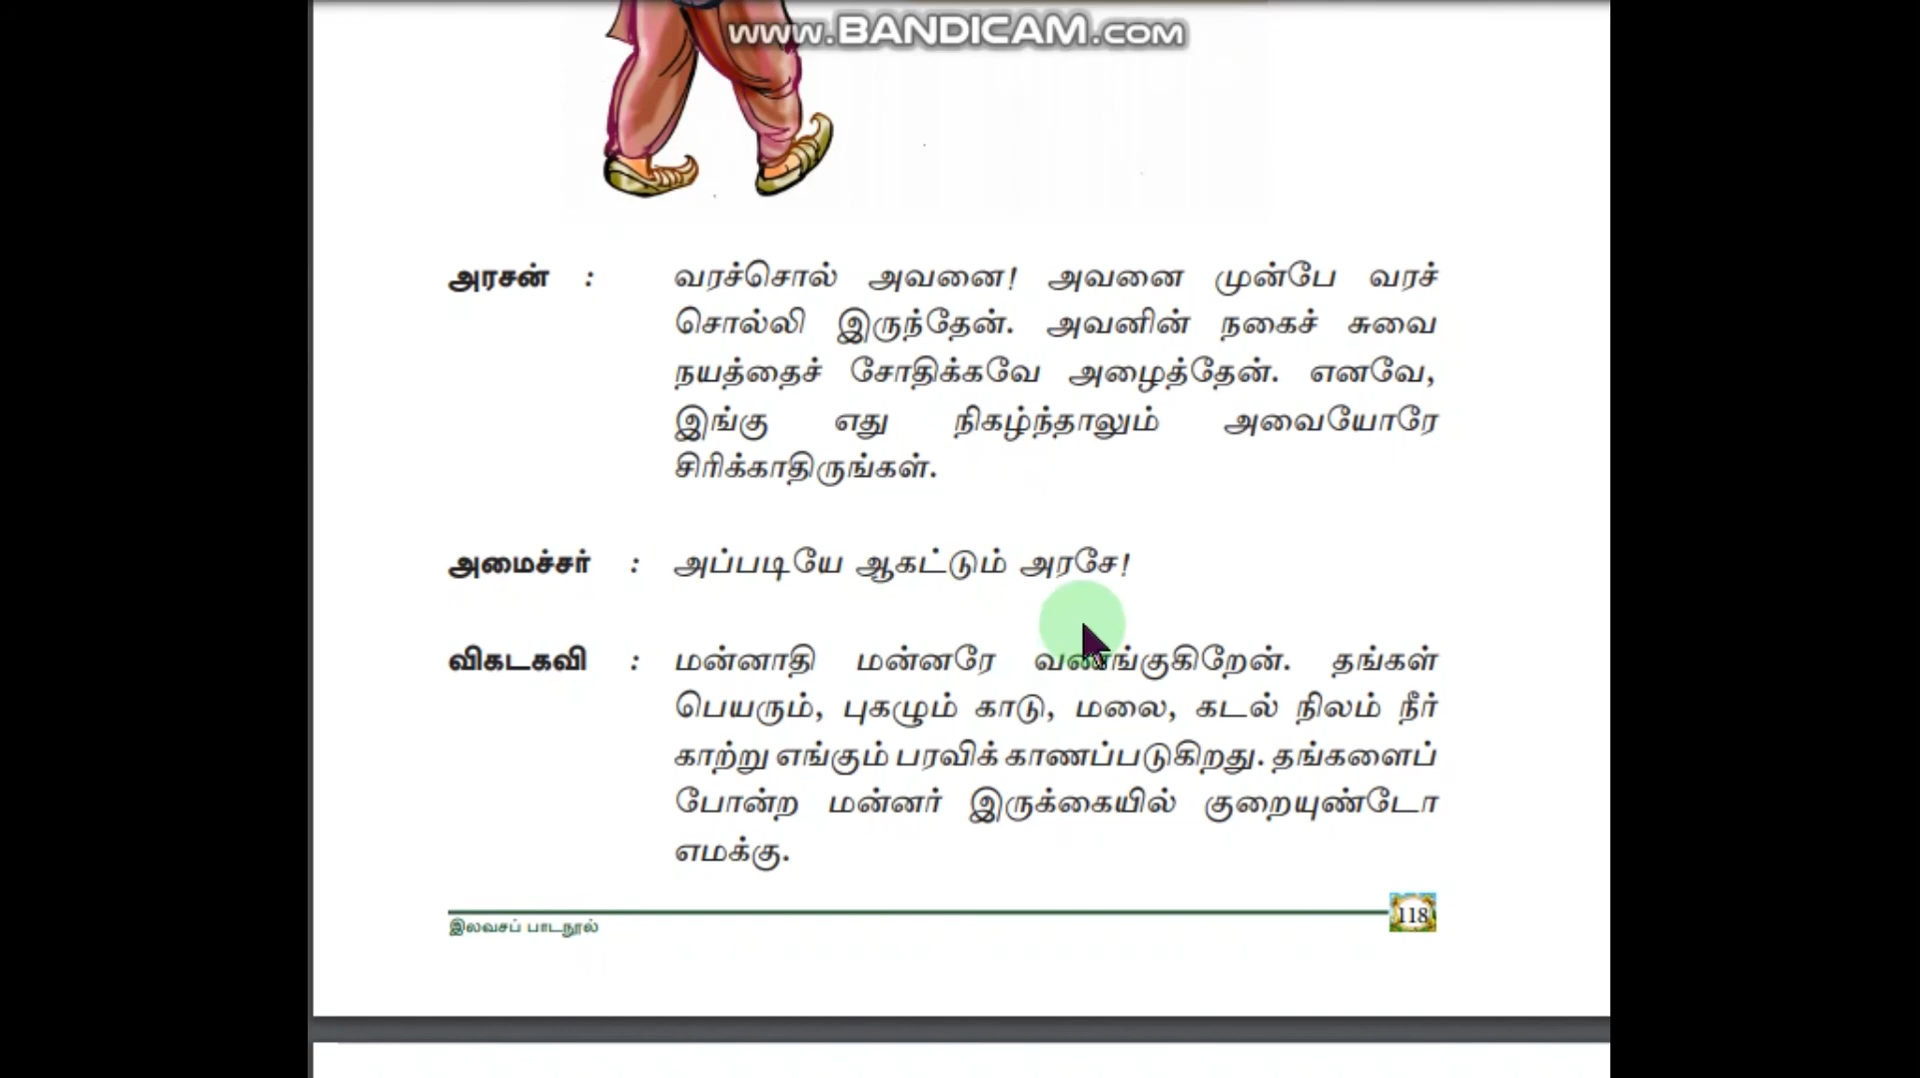 www.BANDICAM.com
அரசன் : வரச்சொல் அவனை! அவனை முன்பே வரச்
சொல்லி இருந்தேன். அவனின் நகைச் சுவை
நயத்தைச் சோதிக்கவே அழைத்தேன். எனவே,
இங்கு எது நிகழ்ந்தாலும் அவையோரே
சிரிக்காதிருங்கள்.
அமைச்சர் : அப்படியே ஆகட்டும் அரசே!
விகடகவி : மன்னாதி மன்னரே வணங்குகிறேன். தங்கள்
பெயரும், புகழும் காடு, மலை, கடல் நிலம் நீர்
காற்று எங்கும் பரவிக் காணப்படுகிறது. தங்களைப்
போன்ற மன்னர் இருக்கையில் குறையுண்டோ
எமக்கு.
இலவசப் பாடநூல் 118